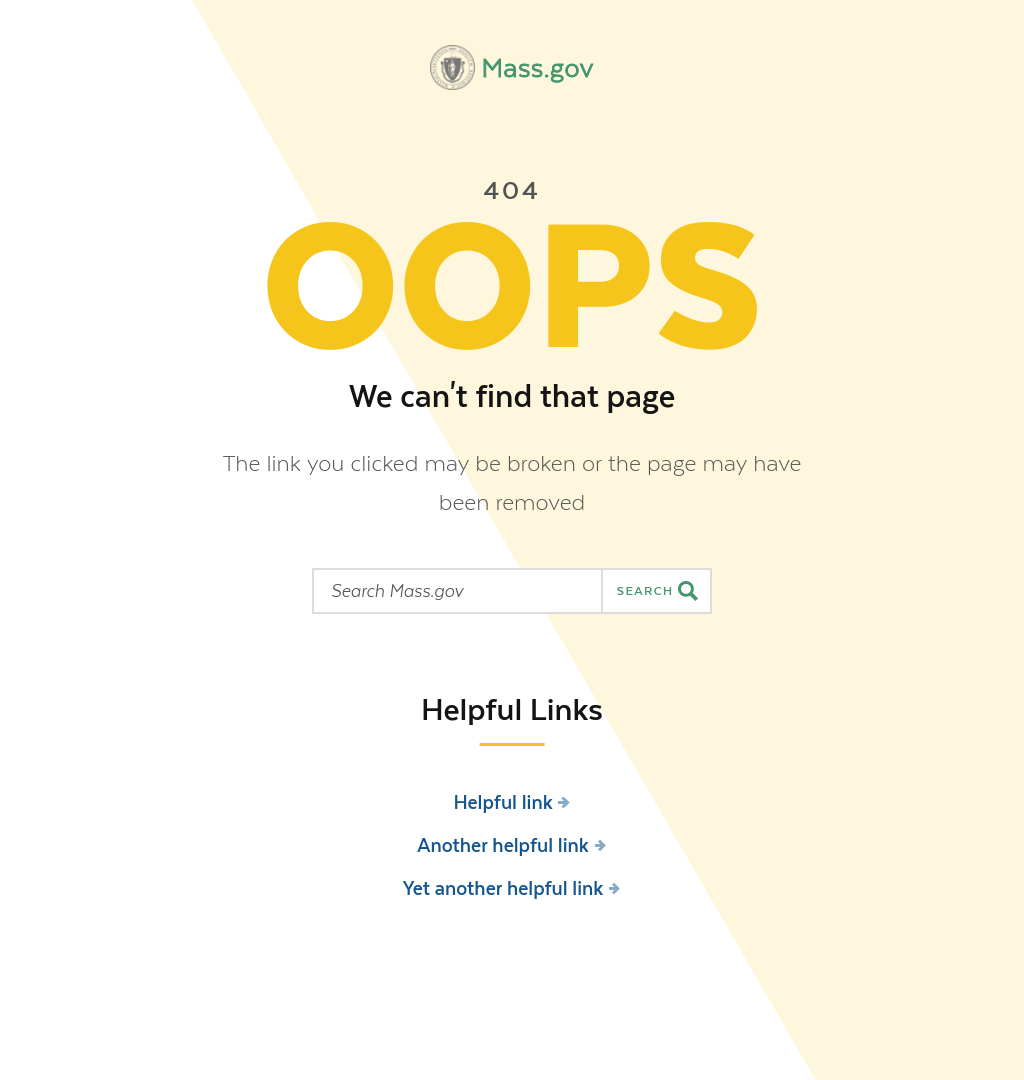 Mass.gov
404
OOPS
We can't find that page
The link you clicked may be broken or the page may have
been removed
Search Mass.gov
SEARCH
Helpful Links
Helpful link
Another helpful link
Yet another helpful link